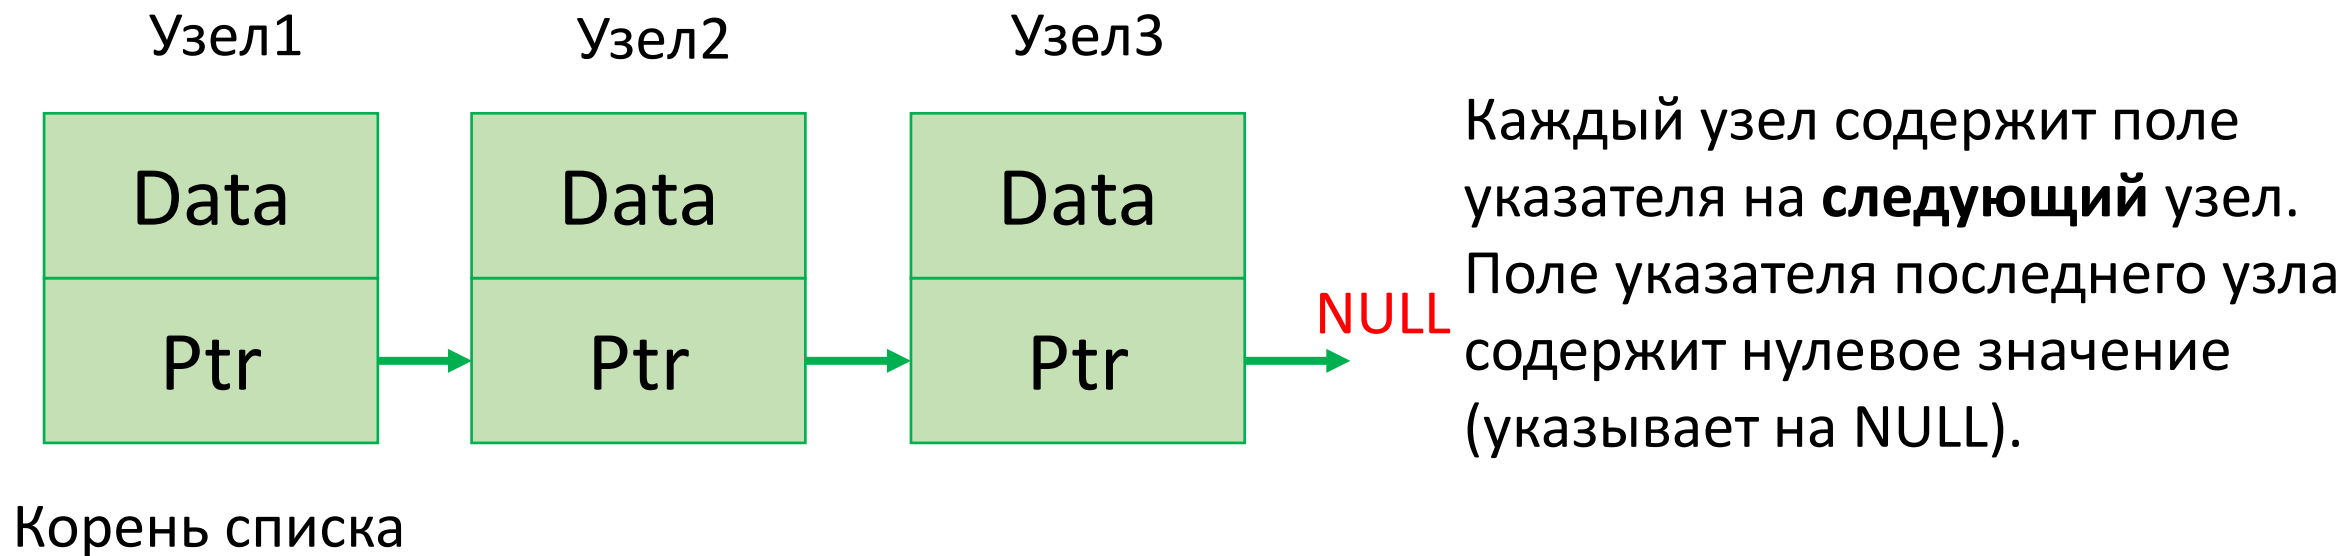 Узел1
Узел2
Узел3
Data
Data
Data
Ptr
Ptr
Ptr
NULL
Корень списка
Каждый узел содержит поле
указателя на следующий узел.
Поле указателя последнего узла
содержит нулевое значение
(указывает на NULL).